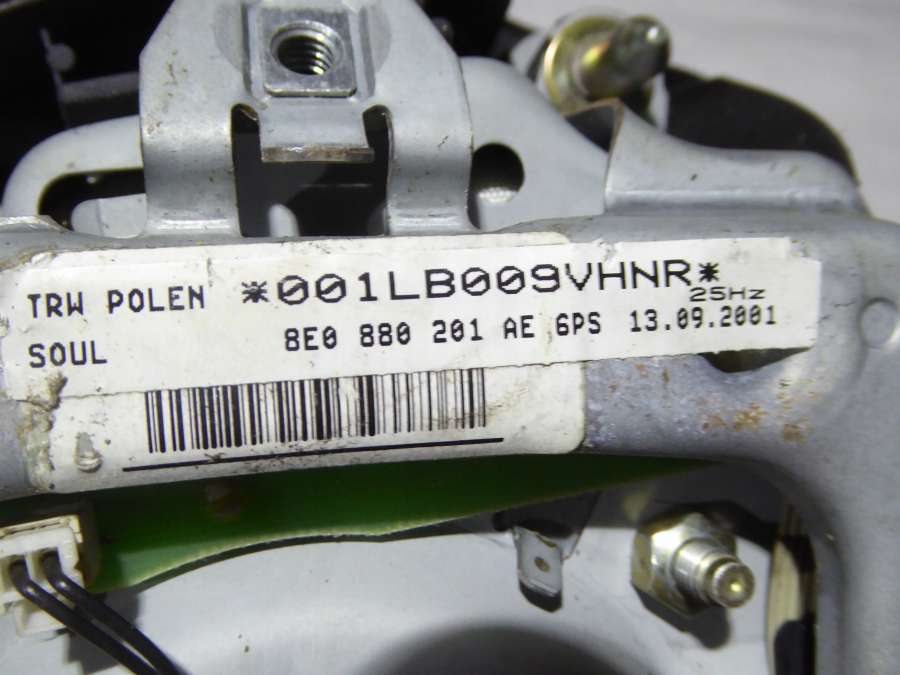 TRW POLEN *001LB009VHNR*
25Hz
SOUL 8E0 880 201 AE 6PS 13.09.2001